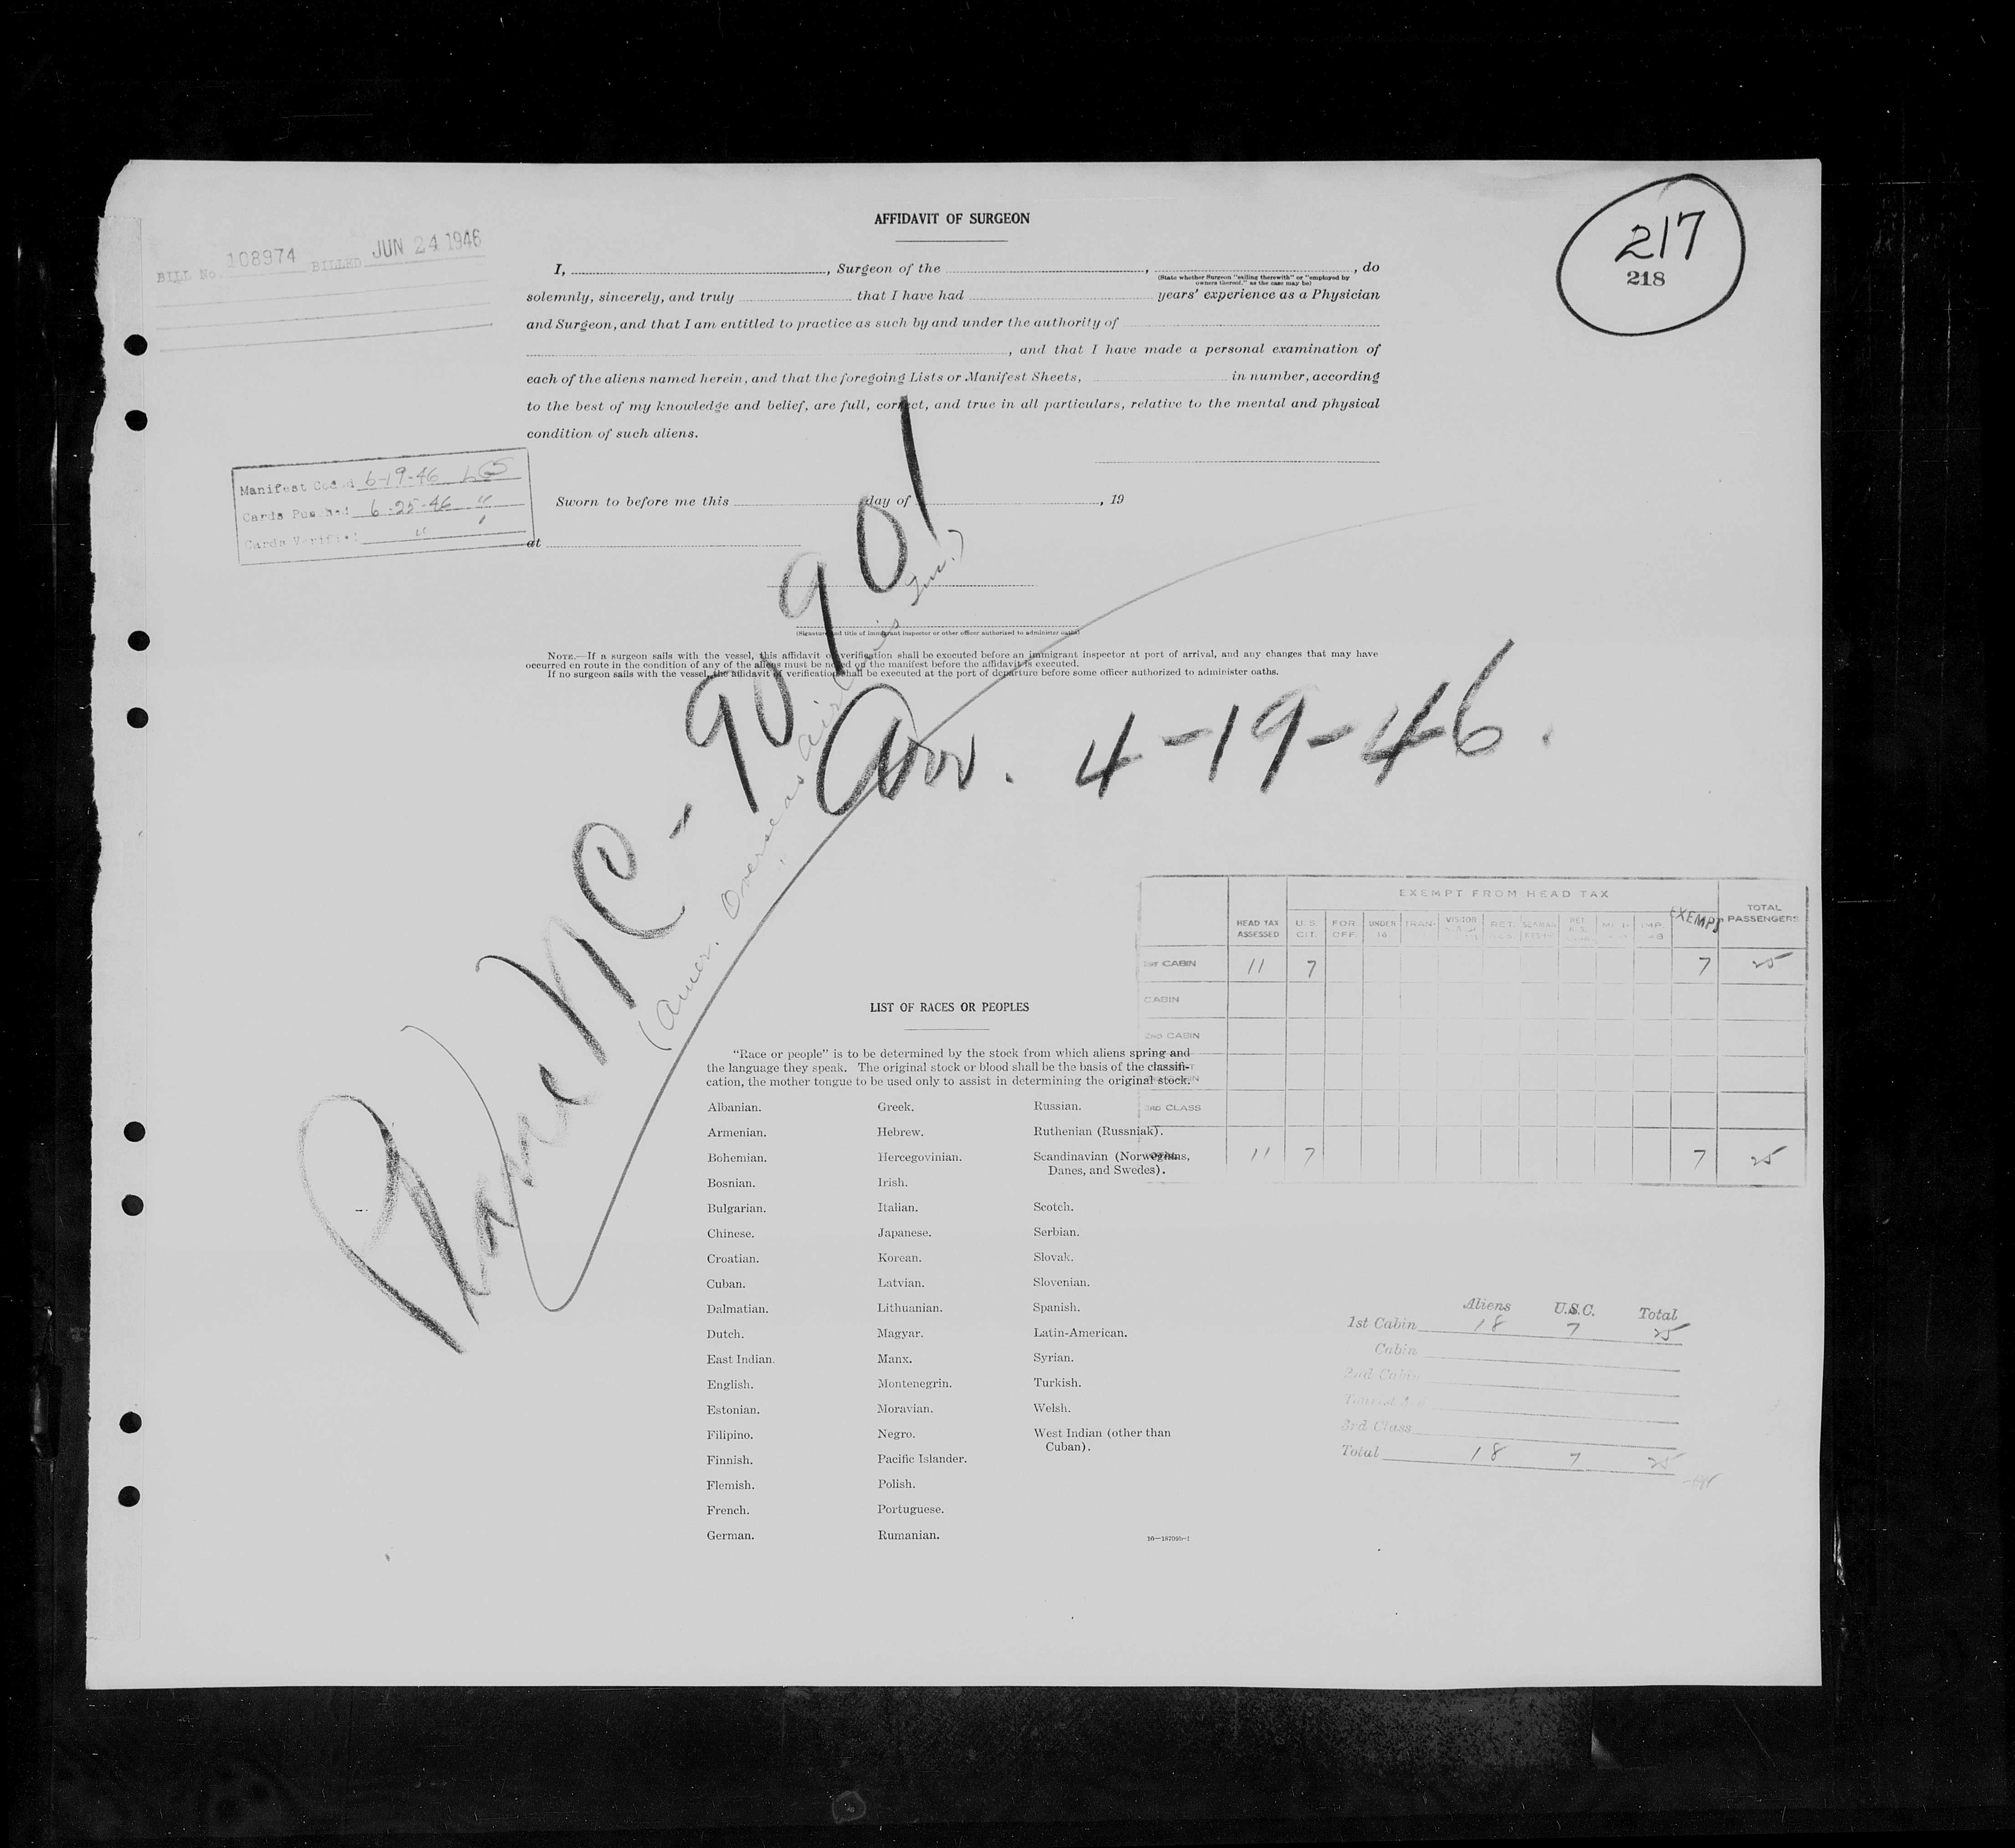 BILL No. 108974 BILLED JUN 24 1946
217
218
AFFIDAVIT OF SURGEON
I, , Surgeon of the , , do
(State whether Surgeon "sailing therewith" or "employed by
owners thereof," as the case may be)
solemnly, sincerely, and truly that I have had years' experience as a Physician
and Surgeon, and that I am entitled to practice as such by and under the authority of
, and that I have made a personal examination of
each of the aliens named herein, and that the foregoing Lists or Manifest Sheets, in number, according
to the best of my knowledge and belief, are full, correct, and true in all particulars, relative to the mental and physical
condition of such aliens.
Manifest Coded 6-19-46
Cards Punched 6-25-46 "
Cards Verified " "
Sworn to before me this day of , 19
at
(Signature and title of immigrant inspector or other officer authorized to administer oaths)
NOTE.—If a surgeon sails with the vessel, this affidavit of verification shall be executed before an immigrant inspector at port of arrival, and any changes that may have
occurred en route in the condition of any of the aliens must be noted on the manifest before the affidavit is executed.
If no surgeon sails with the vessel, the affidavit of verification shall be executed at the port of departure before some officer authorized to administer oaths.
Plane NC-90901
(Amer. Overseas Air Lines Inc.)
Arr. 4-19-46.
EXEMPT FROM HEAD TAX
HEAD TAX ASSESSED U.S. CIT. FOR. OFF. UNDER 16 TRAN- VISITOR RET. IMP. EXEMPT TOTAL PASSENGERS
1ST CABIN 11 7 7 25
CABIN
2ND CABIN
3RD CLASS
11 7 7 25
LIST OF RACES OR PEOPLES
"Race or people" is to be determined by the stock from which aliens spring and
the language they speak. The original stock or blood shall be the basis of the classifi-
cation, the mother tongue to be used only to assist in determining the original stock.
Albanian.
Armenian.
Bohemian.
Bosnian.
Bulgarian.
Chinese.
Croatian.
Cuban.
Dalmatian.
Dutch.
East Indian.
English.
Estonian.
Filipino.
Finnish.
Flemish.
French.
German.
Greek.
Hebrew.
Hercegovinian.
Irish.
Italian.
Japanese.
Korean.
Latvian.
Lithuanian.
Magyar.
Manx.
Montenegrin.
Moravian.
Negro.
Pacific Islander.
Polish.
Portuguese.
Rumanian.
Russian.
Ruthenian (Russniak).
Scandinavian (Norwegians,
Danes, and Swedes).
Scotch.
Serbian.
Slovak.
Slovenian.
Spanish.
Latin-American.
Syrian.
Turkish.
Welsh.
West Indian (other than
Cuban).
16—18709b-1
Aliens U.S.C. Total
1st Cabin 18 7 25
Cabin
2nd Cabin
3rd Class
Total 18 7 25